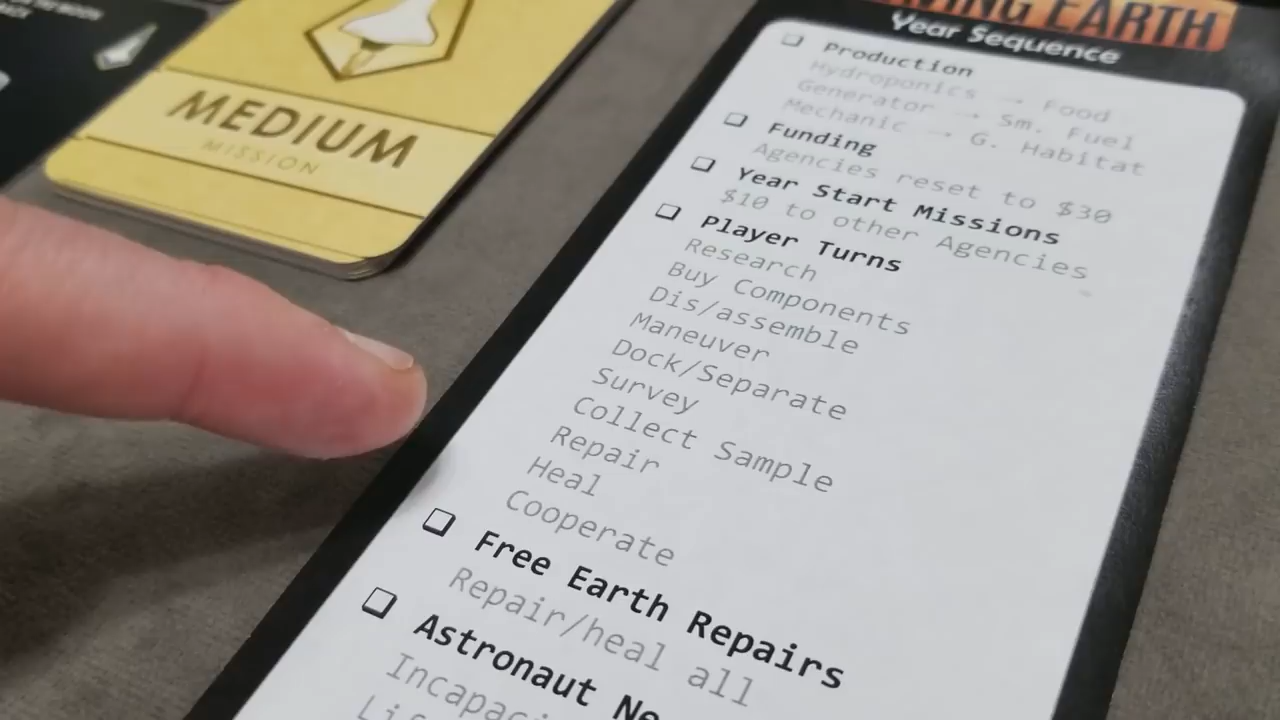 MEDIUM
MISSION
EARTH
Year Sequence
❑ Production
Hydroponics → Food
Generator → Sm. Fuel
Mechanic → G. Habitat
❑ Funding
Agencies reset to $30
❑ Year Start Missions
$10 to other Agencies
❑ Player Turns
Research
Buy Components
Dis/assemble
Maneuver
Dock/Separate
Survey
Collect Sample
Repair
Heal
Cooperate
❑ Free Earth Repairs
Repair/heal all
❑ Astronaut